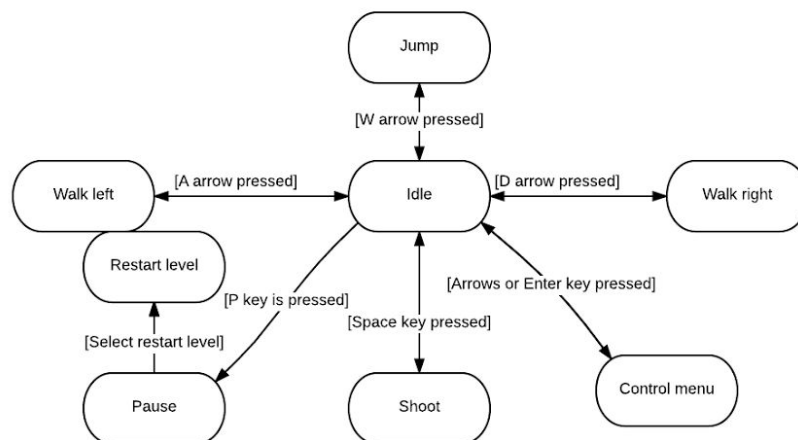 Jump
[W arrow pressed]
Walk left
[A arrow pressed]
Idle
[D arrow pressed]
Walk right
Restart level
[P key is pressed]
[Arrows or Enter key pressed]
[Select restart level]
[Space key pressed]
Pause
Shoot
Control menu